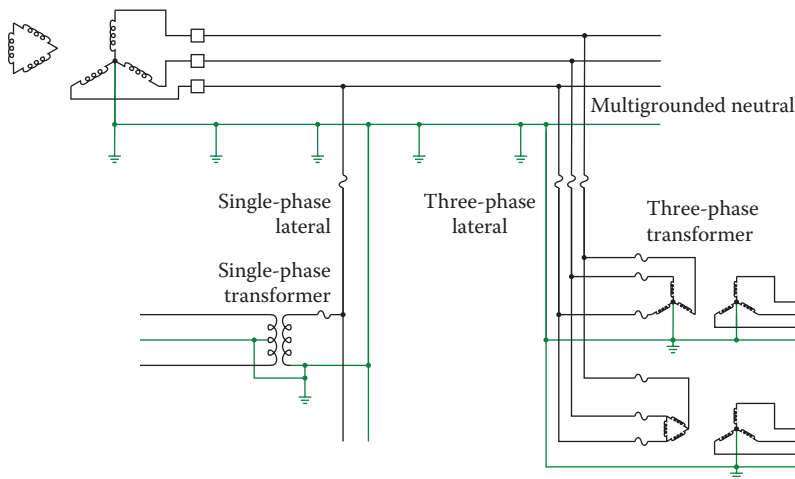 Multigrounded neutral
Single-phase
lateral
Three-phase
lateral
Three-phase
transformer
Single-phase
transformer